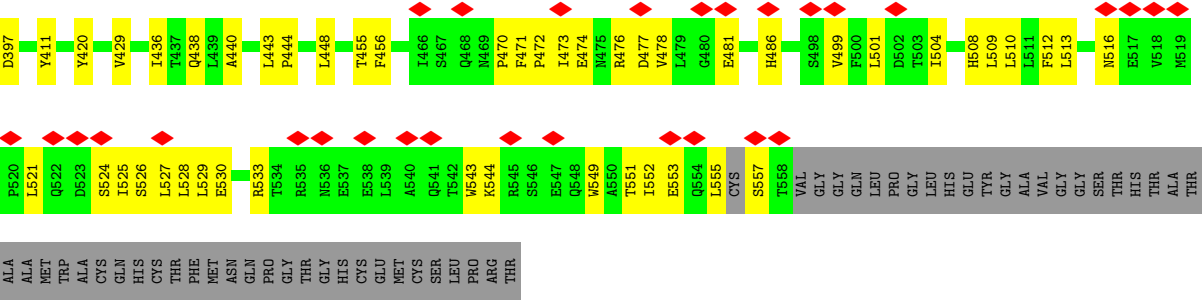 D397 Y411 Y420 V429 I436 T437 Q438 L439 A440 L443 P444 L448 T455 F456 I466 S467 Q468 N469 P470 F471 P472 I473 E474 N475 R476 D477 V478 L479 G480 E481 H486 S498 V499 F500 L501 D502 T503 I504 H508 L509 L510 L511 F512 L513 N516 E517 V518 M519
P520 L521 Q522 D523 S524 I525 S526 L527 L528 L529 E530 R533 T534 R535 N536 E537 E538 L539 A540 Q541 T542 W543 K544 R545 S546 E547 Q548 W549 A550 T551 I552 E553 Q554 L555 CYS S557 T558 VAL GLY GLY GLN LEU PRO GLY LEU HIS GLU TYR GLY ALA VAL GLY GLY SER THR HIS THR ALA THR
ALA ALA MET TRP ALA CYS GLN HIS CYS THR PHE MET ASN GLN PRO GLY THR GLY HIS CYS GLU MET CYS SER LEU PRO ARG THR